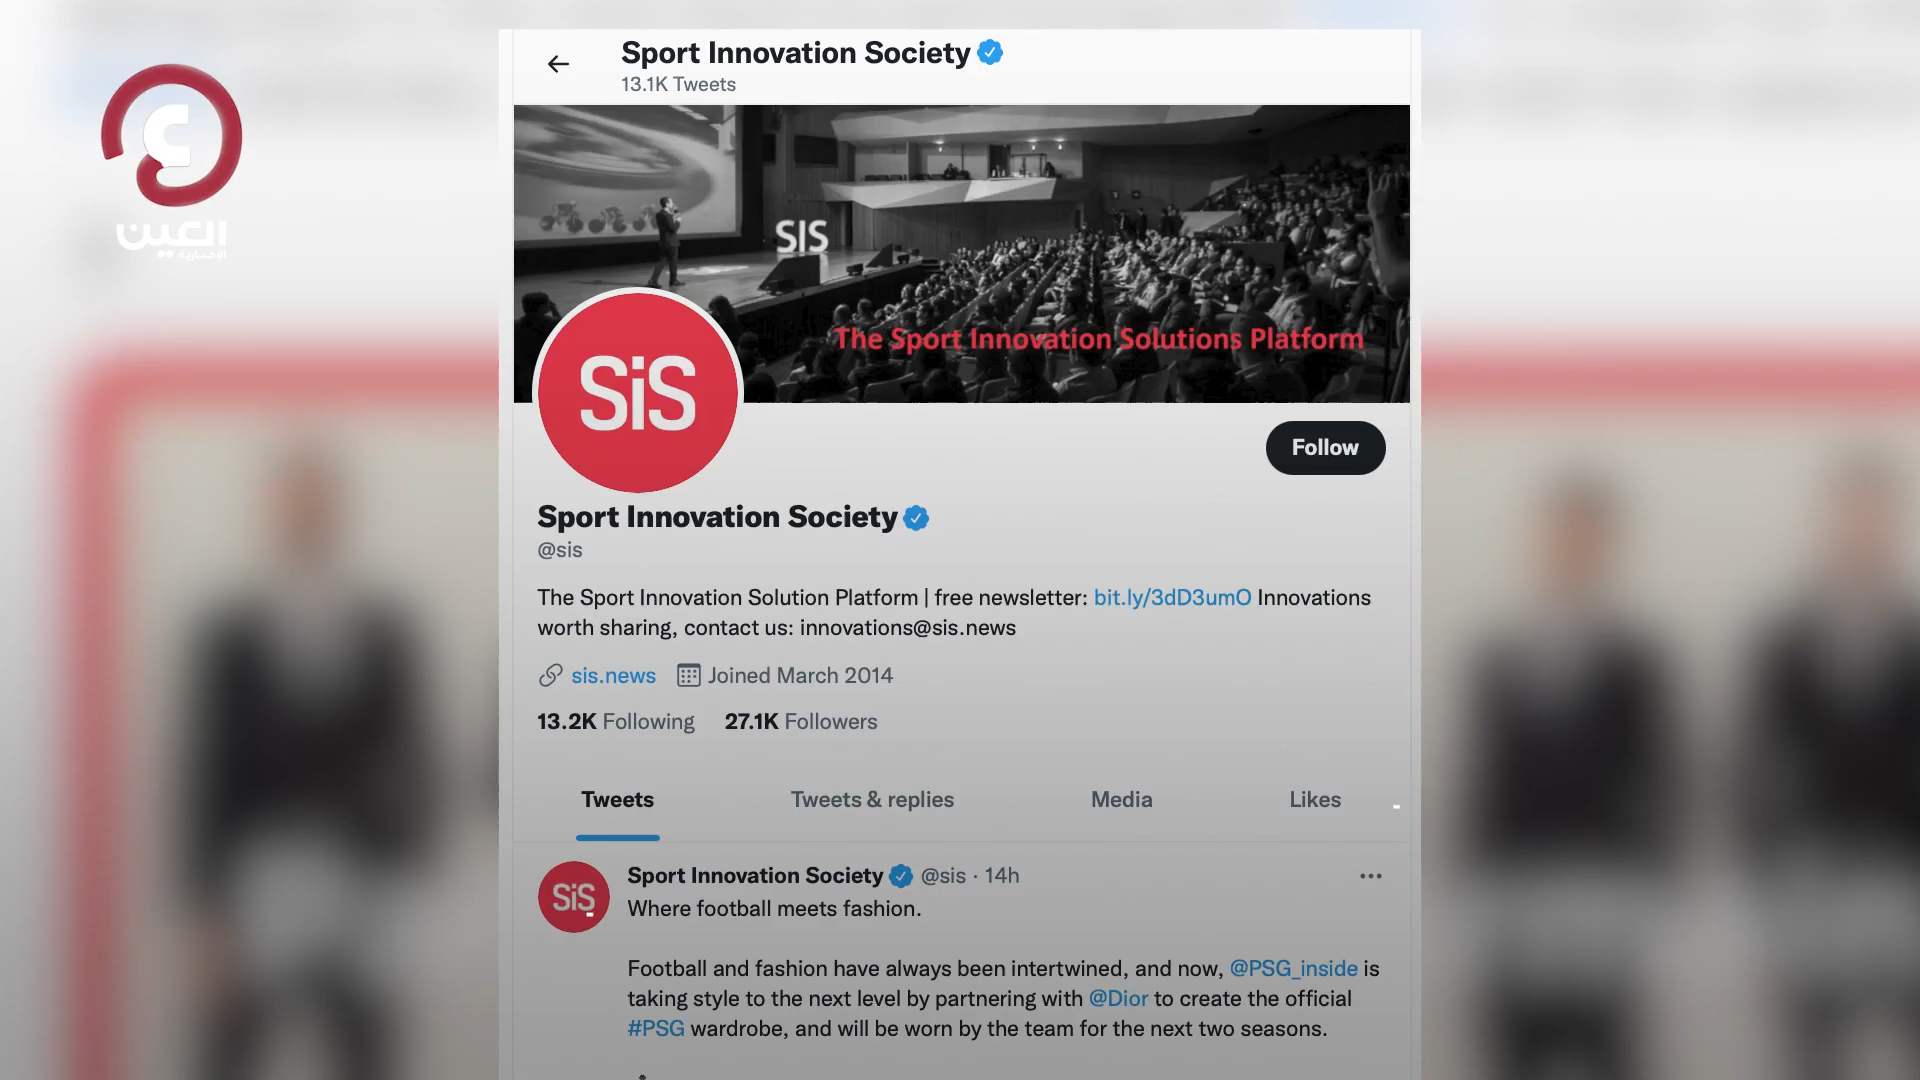 العين
الإخبارية
Sport Innovation Society
13.1K Tweets
SIS
The Sport Innovation Solutions Platform
SiS
Follow
Sport Innovation Society
@sis
The Sport Innovation Solution Platform | free newsletter: bit.ly/3dD3umO Innovations
worth sharing, contact us: innovations@sis.news
sis.news Joined March 2014
13.2K Following 27.1K Followers
Tweets Tweets & replies Media Likes
SiS
Sport Innovation Society @sis · 14h
Where football meets fashion.
Football and fashion have always been intertwined, and now, @PSG_inside is
taking style to the next level by partnering with @Dior to create the official
#PSG wardrobe, and will be worn by the team for the next two seasons.